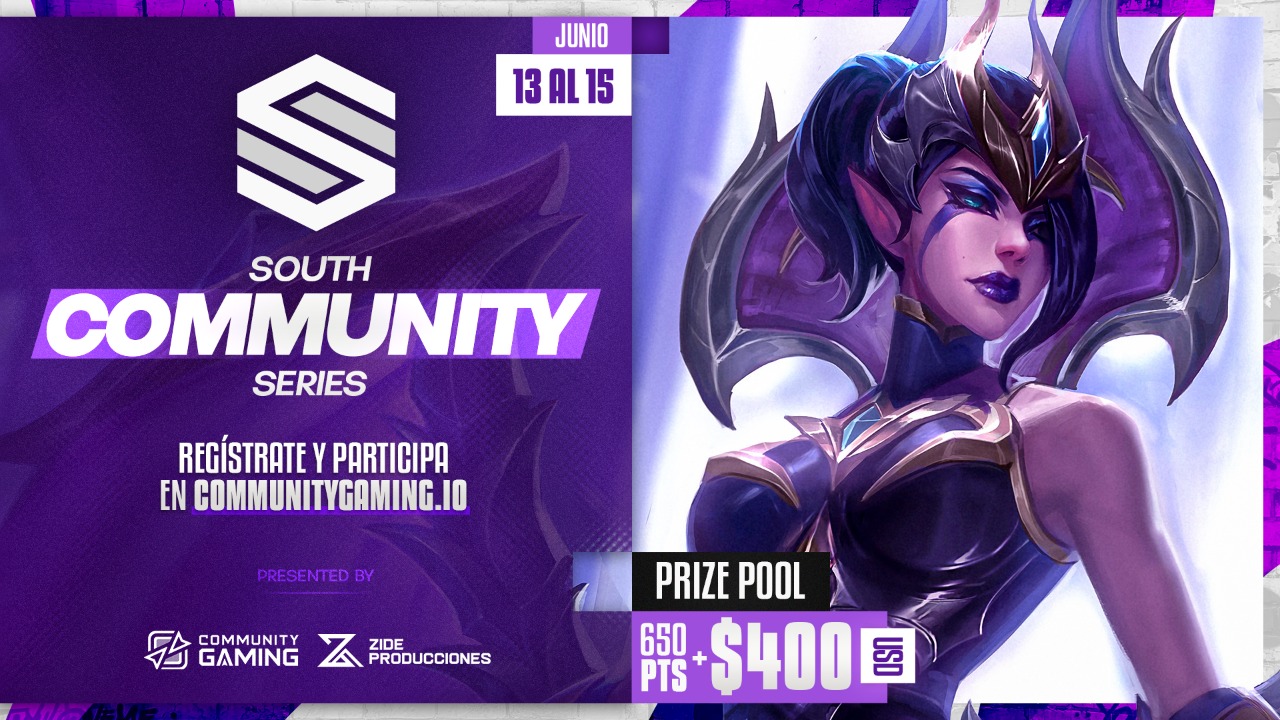 JUNIO
13 AL 15
SOUTH
COMMUNITY
SERIES
REGÍSTRATE Y PARTICIPA
EN COMMUNITYGAMING.IO
PRESENTED BY
COMMUNITY
GAMING
ZIDE
PRODUCCIONES
PRIZE POOL
650
PTS
+$400
USD